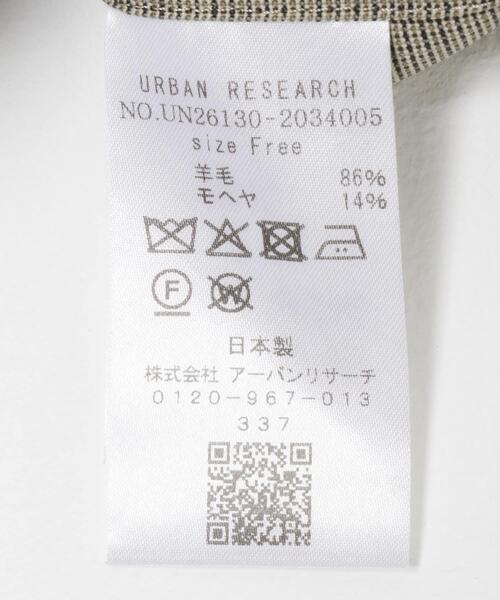 URBAN RESEARCH
NO.UN26130-2034005
size Free
羊毛 86%
モヘヤ 14%
F W
日本製
株式会社 アーバンリサーチ
0120-967-013
337